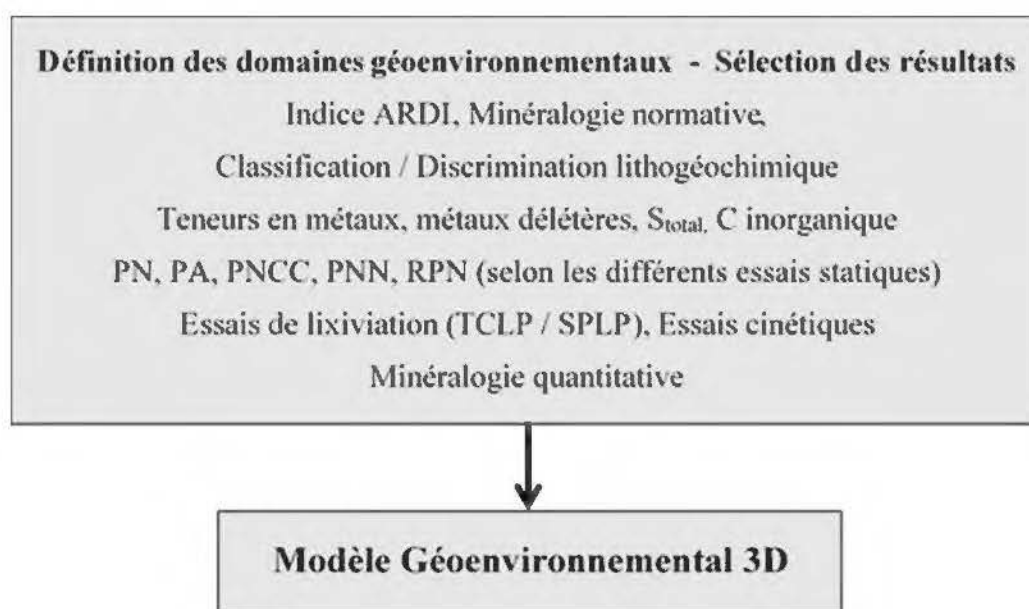 Définition des domaines géoenvironnementaux - Sélection des résultats
Indice ARDI, Minéralogie normative,
Classification / Discrimination lithogéochimique
Teneurs en métaux, métaux délétères, Stotal, C inorganique
PN, PA, PNCC, PNN, RPN (selon les différents essais statiques)
Essais de lixiviation (TCLP / SPLP), Essais cinétiques
Minéralogie quantitative
Modèle Géoenvironnemental 3D